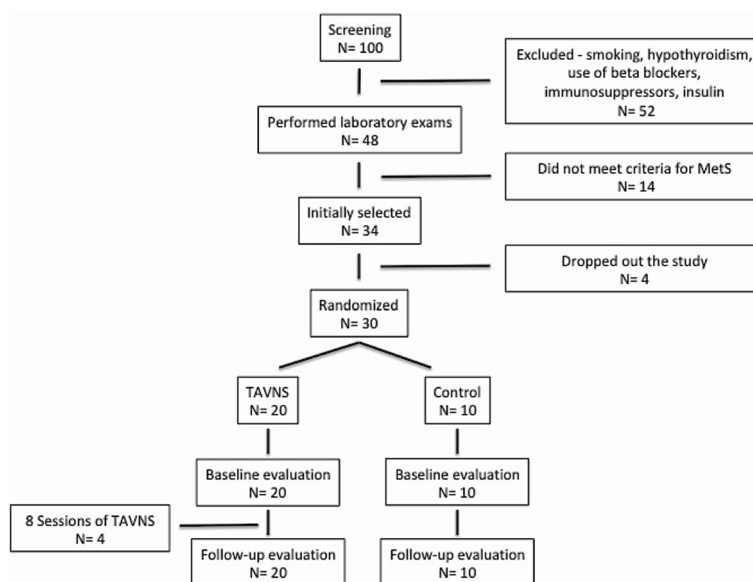 Screening
N= 100
Excluded - smoking, hypothyroidism,
use of beta blockers,
immunosuppressors, insulin
N= 52
Performed laboratory exams
N= 48
Did not meet criteria for MetS
N= 14
Initially selected
N= 34
Dropped out the study
N= 4
Randomized
N= 30
TAVNS
N= 20
Control
N= 10
Baseline evaluation
N= 20
Baseline evaluation
N= 10
8 Sessions of TAVNS
N= 4
Follow-up evaluation
N= 20
Follow-up evaluation
N= 10